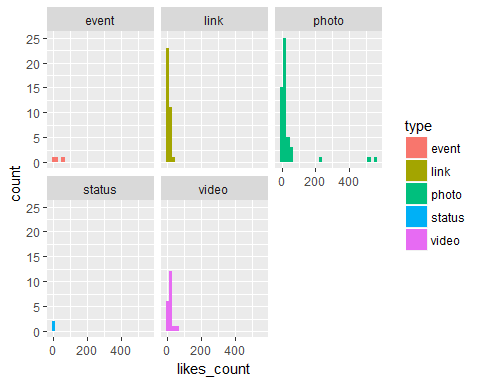 event link photo
25
20
15
10
5
0
0 200 400
status video
25
20
15
10
5
0
0 200 400 0 200 400
count
likes_count
type
event
link
photo
status
video